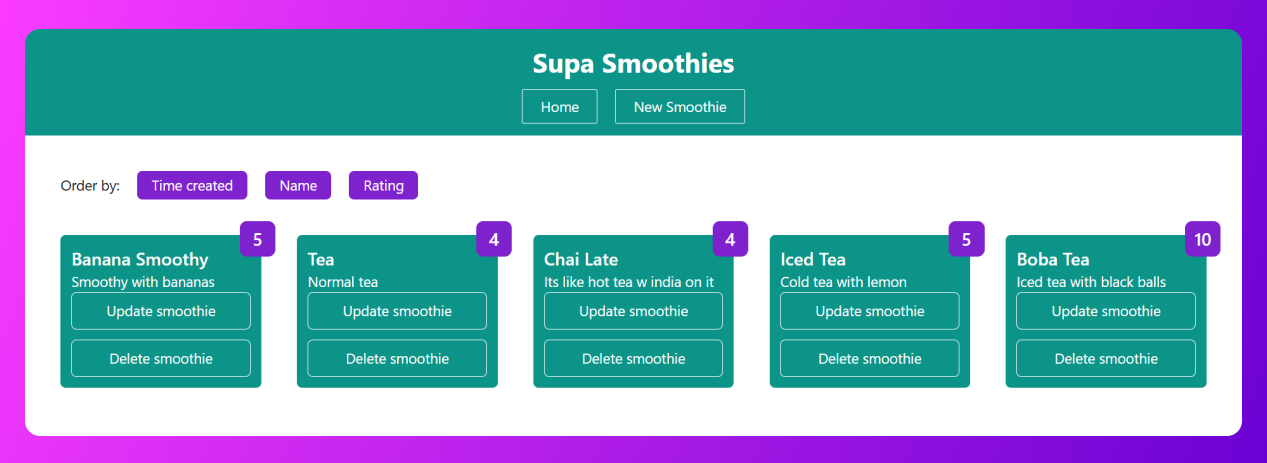 Supa Smoothies
Home New Smoothie
Order by: Time created Name Rating
5
Banana Smoothy
Smoothy with bananas
Update smoothie
Delete smoothie
4
Tea
Normal tea
Update smoothie
Delete smoothie
4
Chai Late
Its like hot tea w india on it
Update smoothie
Delete smoothie
5
Iced Tea
Cold tea with lemon
Update smoothie
Delete smoothie
10
Boba Tea
Iced tea with black balls
Update smoothie
Delete smoothie